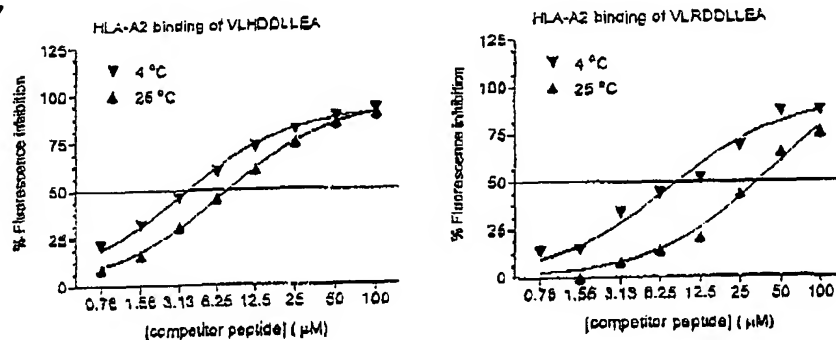 HLA-A2 binding of VLHDDLLEA
% Fluorescence inhibition
125
100
75
50
25
0
4 °C
25 °C
0.78 1.56 3.13 6.25 12.5 25 50 100
[competitor peptide] ( µM)
HLA-A2 binding of VLRDDLLEA
% Fluorescence inhibition
125
100
75
50
25
0
4 °C
25 °C
0.78 1.56 3.13 6.25 12.5 25 50 100
[competitor peptide] ( µM)